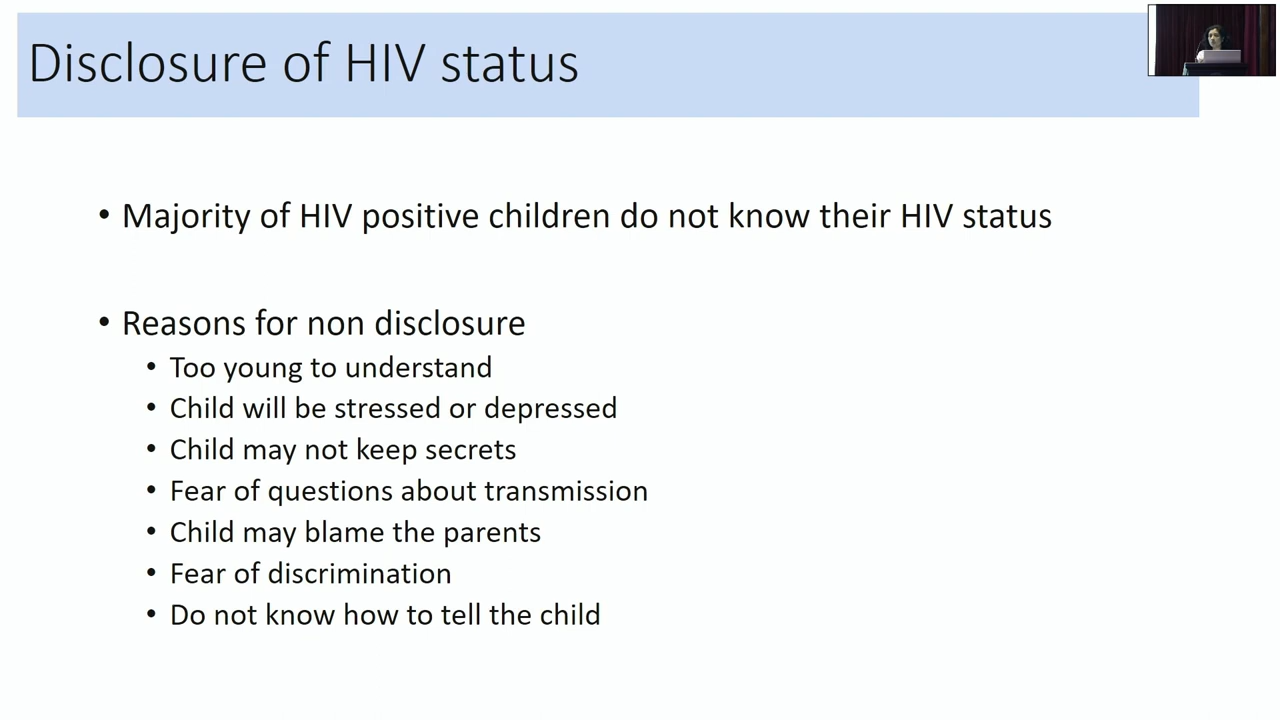 Disclosure of HIV status
• Majority of HIV positive children do not know their HIV status
• Reasons for non disclosure
• Too young to understand
• Child will be stressed or depressed
• Child may not keep secrets
• Fear of questions about transmission
• Child may blame the parents
• Fear of discrimination
• Do not know how to tell the child